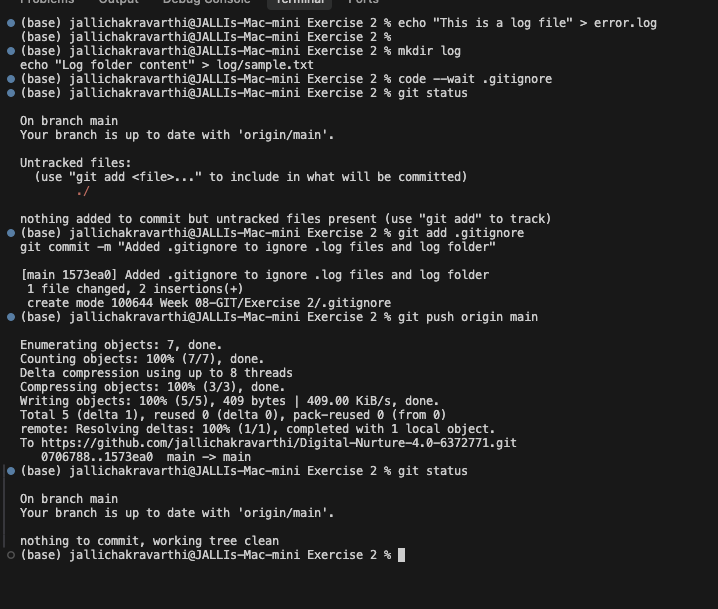 Problems Output Debug Console Terminal Ports
(base) jallichakravarthi@JALLIs-Mac-mini Exercise 2 % echo "This is a log file" > error.log
(base) jallichakravarthi@JALLIs-Mac-mini Exercise 2 %
(base) jallichakravarthi@JALLIs-Mac-mini Exercise 2 % mkdir log
echo "Log folder content" > log/sample.txt
(base) jallichakravarthi@JALLIs-Mac-mini Exercise 2 % code --wait .gitignore
(base) jallichakravarthi@JALLIs-Mac-mini Exercise 2 % git status
On branch main
Your branch is up to date with 'origin/main'.
Untracked files:
(use "git add <file>..." to include in what will be committed)
./
nothing added to commit but untracked files present (use "git add" to track)
(base) jallichakravarthi@JALLIs-Mac-mini Exercise 2 % git add .gitignore
git commit -m "Added .gitignore to ignore .log files and log folder"
[main 1573ea0] Added .gitignore to ignore .log files and log folder
1 file changed, 2 insertions(+)
create mode 100644 Week 08-GIT/Exercise 2/.gitignore
(base) jallichakravarthi@JALLIs-Mac-mini Exercise 2 % git push origin main
Enumerating objects: 7, done.
Counting objects: 100% (7/7), done.
Delta compression using up to 8 threads
Compressing objects: 100% (3/3), done.
Writing objects: 100% (5/5), 409 bytes | 409.00 KiB/s, done.
Total 5 (delta 1), reused 0 (delta 0), pack-reused 0 (from 0)
remote: Resolving deltas: 100% (1/1), completed with 1 local object.
To https://github.com/jallichakravarthi/Digital-Nurture-4.0-6372771.git
0706788..1573ea0 main -> main
(base) jallichakravarthi@JALLIs-Mac-mini Exercise 2 % git status
On branch main
Your branch is up to date with 'origin/main'.
nothing to commit, working tree clean
(base) jallichakravarthi@JALLIs-Mac-mini Exercise 2 %